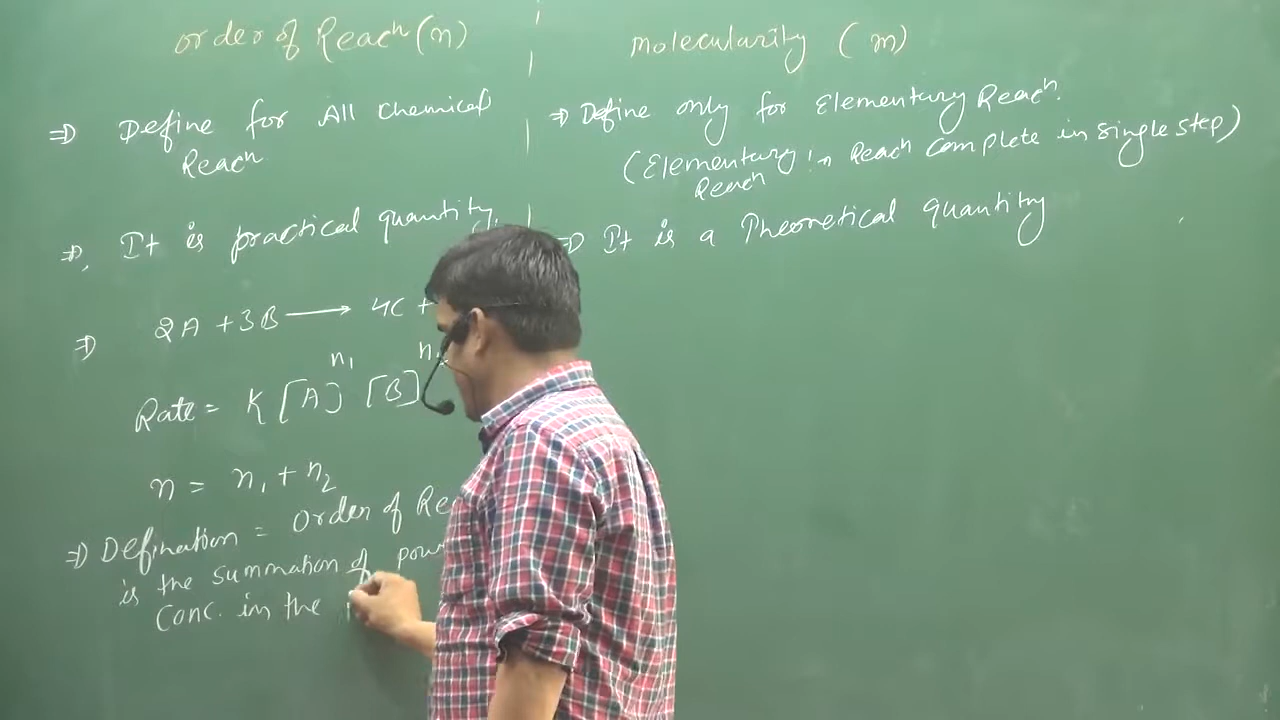 order of Reacn (n)
⇒ Define for All Chemical
Reacn.
⇒ It is practical quantity.
⇒ 2A + 3B ⟶ 4C +
Rate = K [A]^n1 [B]^n
n = n1 + n2
⇒ Defination = Order of
is the summation of
Conc. in the
molecularity (m)
⇒ Define only for Elementary Reacn.
(Elementary Reacn in Reacn complete in single step)
⇒ It is a Theoretical quantity